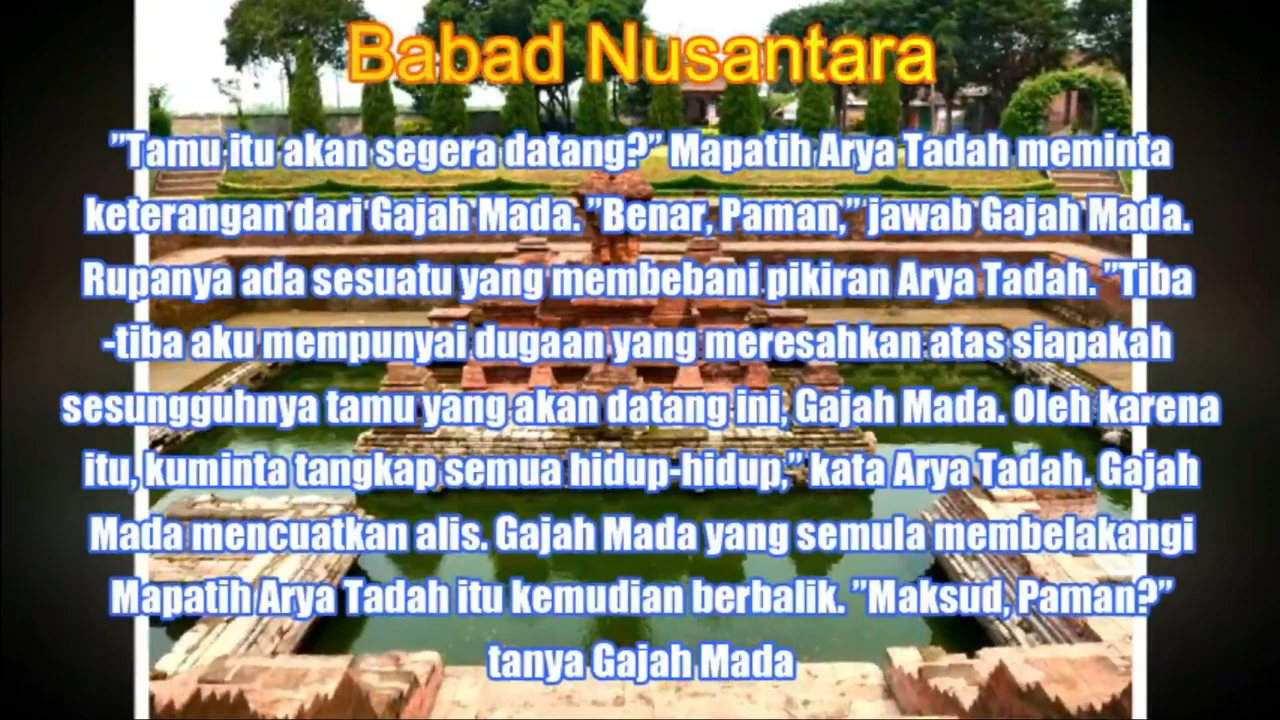 Babad Nusantara
”Tamu itu akan segera datang?” Mapatih Arya Tadah meminta
keterangan dari Gajah Mada. ”Benar, Paman,” jawab Gajah Mada.
Rupanya ada sesuatu yang membebani pikiran Arya Tadah. ”Tiba
-tiba aku mempunyai dugaan yang meresahkan atas siapakah
sesungguhnya tamu yang akan datang ini, Gajah Mada. Oleh karena
itu, kuminta tangkap semua hidup-hidup,” kata Arya Tadah. Gajah
Mada mencuatkan alis. Gajah Mada yang semula membelakangi
Mapatih Arya Tadah itu kemudian berbalik. ”Maksud, Paman?”
tanya Gajah Mada